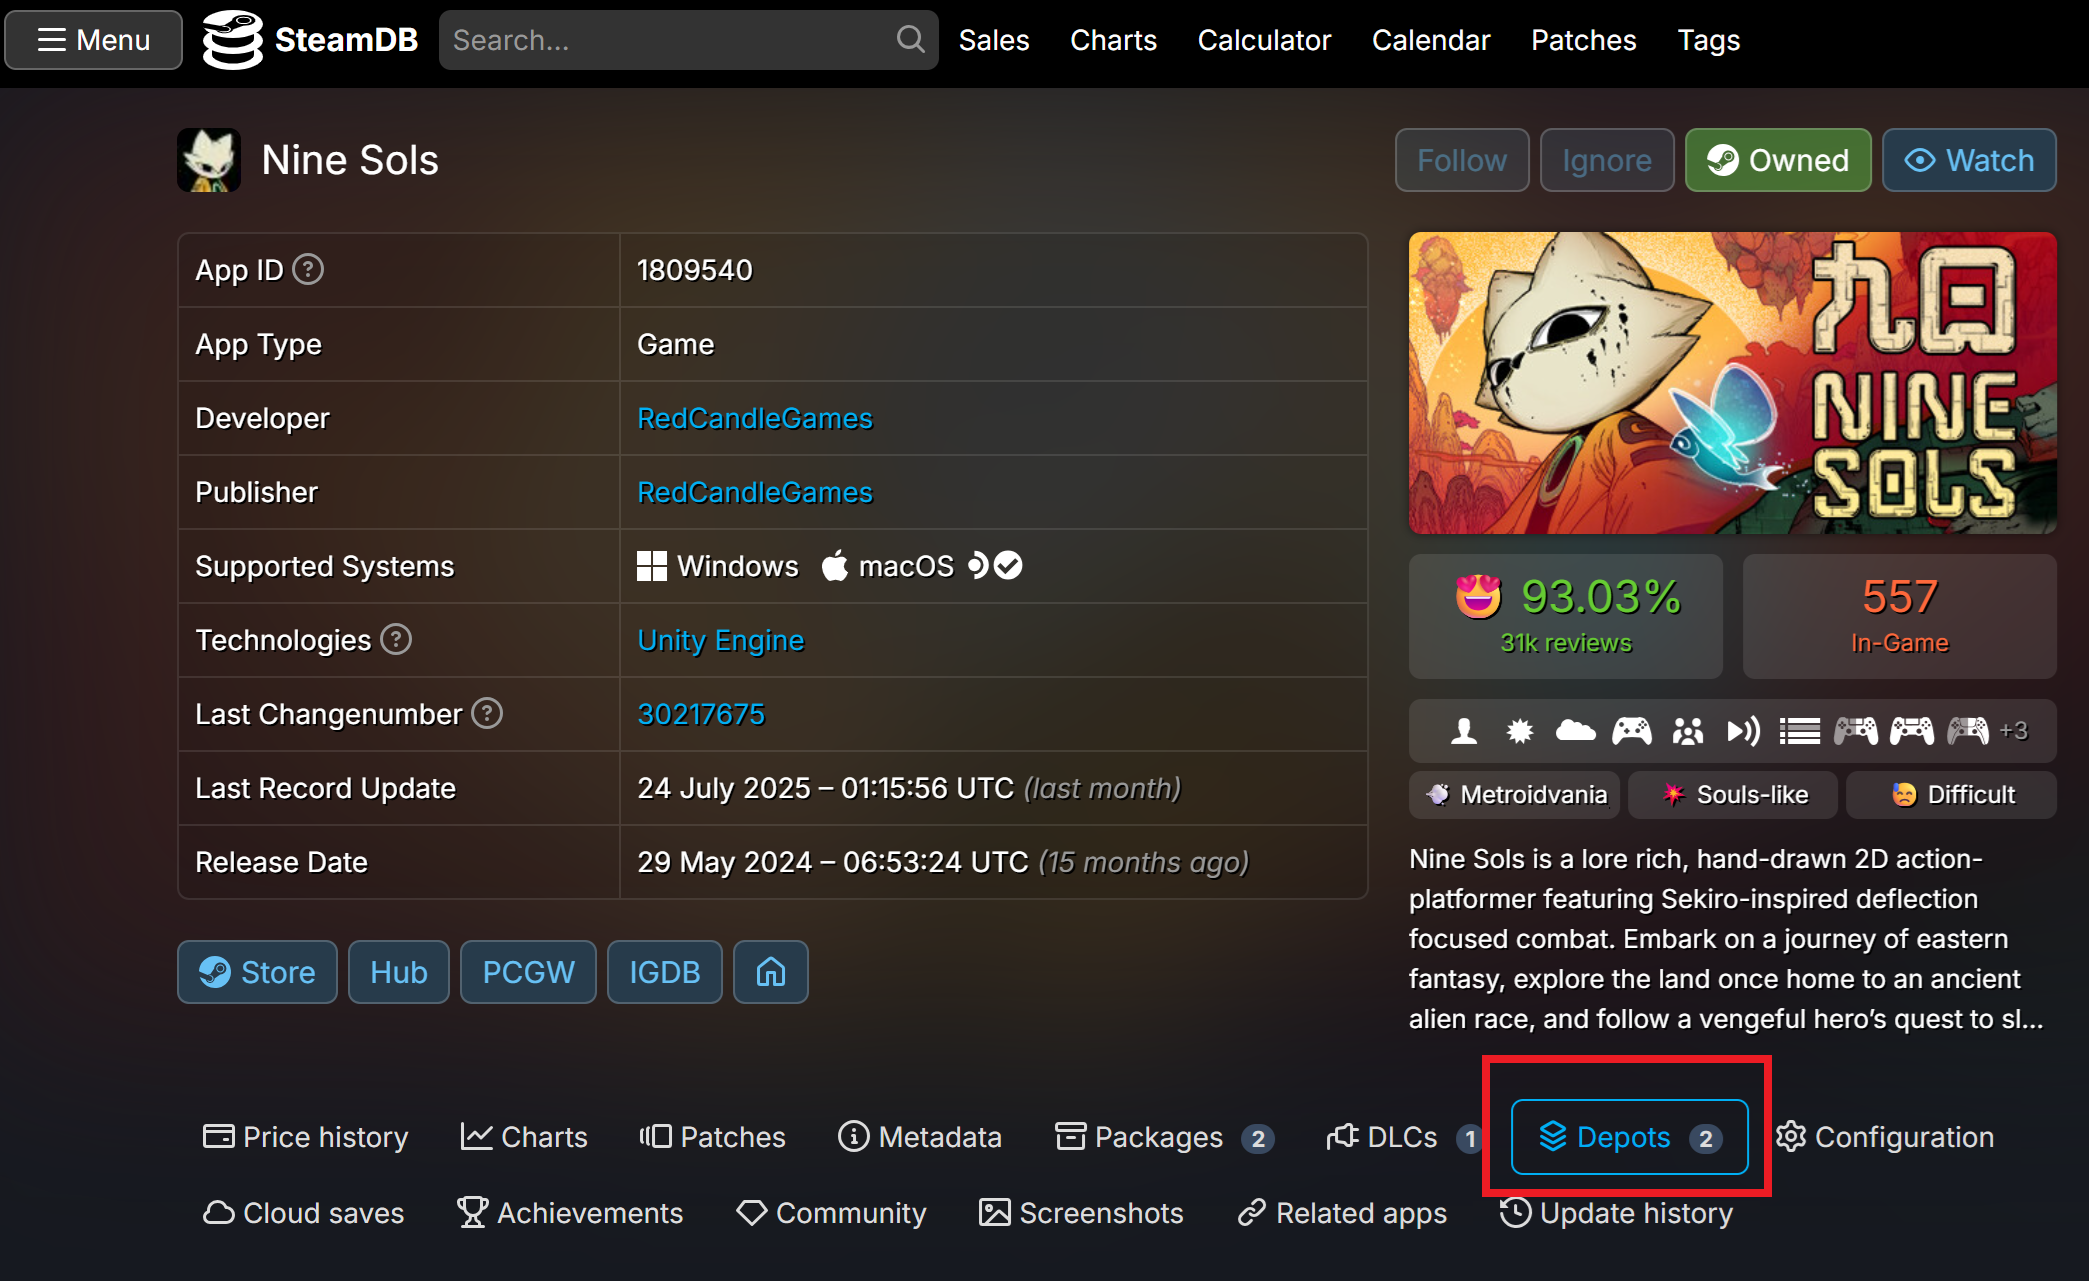 Menu SteamDB Search... Sales Charts Calculator Calendar Patches Tags
Nine Sols
Follow Ignore Owned Watch
App ID 1809540
App Type Game
Developer RedCandleGames
Publisher RedCandleGames
Supported Systems Windows macOS
Technologies Unity Engine
Last Changenumber 30217675
Last Record Update 24 July 2025 – 01:15:56 UTC (last month)
Release Date 29 May 2024 – 06:53:24 UTC (15 months ago)
Store Hub PCGW IGDB
九日
NINE
SOLS
93.03%
31k reviews
557
In-Game
+3
Metroidvania Souls-like Difficult
Nine Sols is a lore rich, hand-drawn 2D action-
platformer featuring Sekiro-inspired deflection
focused combat. Embark on a journey of eastern
fantasy, explore the land once home to an ancient
alien race, and follow a vengeful hero’s quest to sl...
Price history Charts Patches Metadata Packages 2 DLCs 1 Depots 2 Configuration
Cloud saves Achievements Community Screenshots Related apps Update history